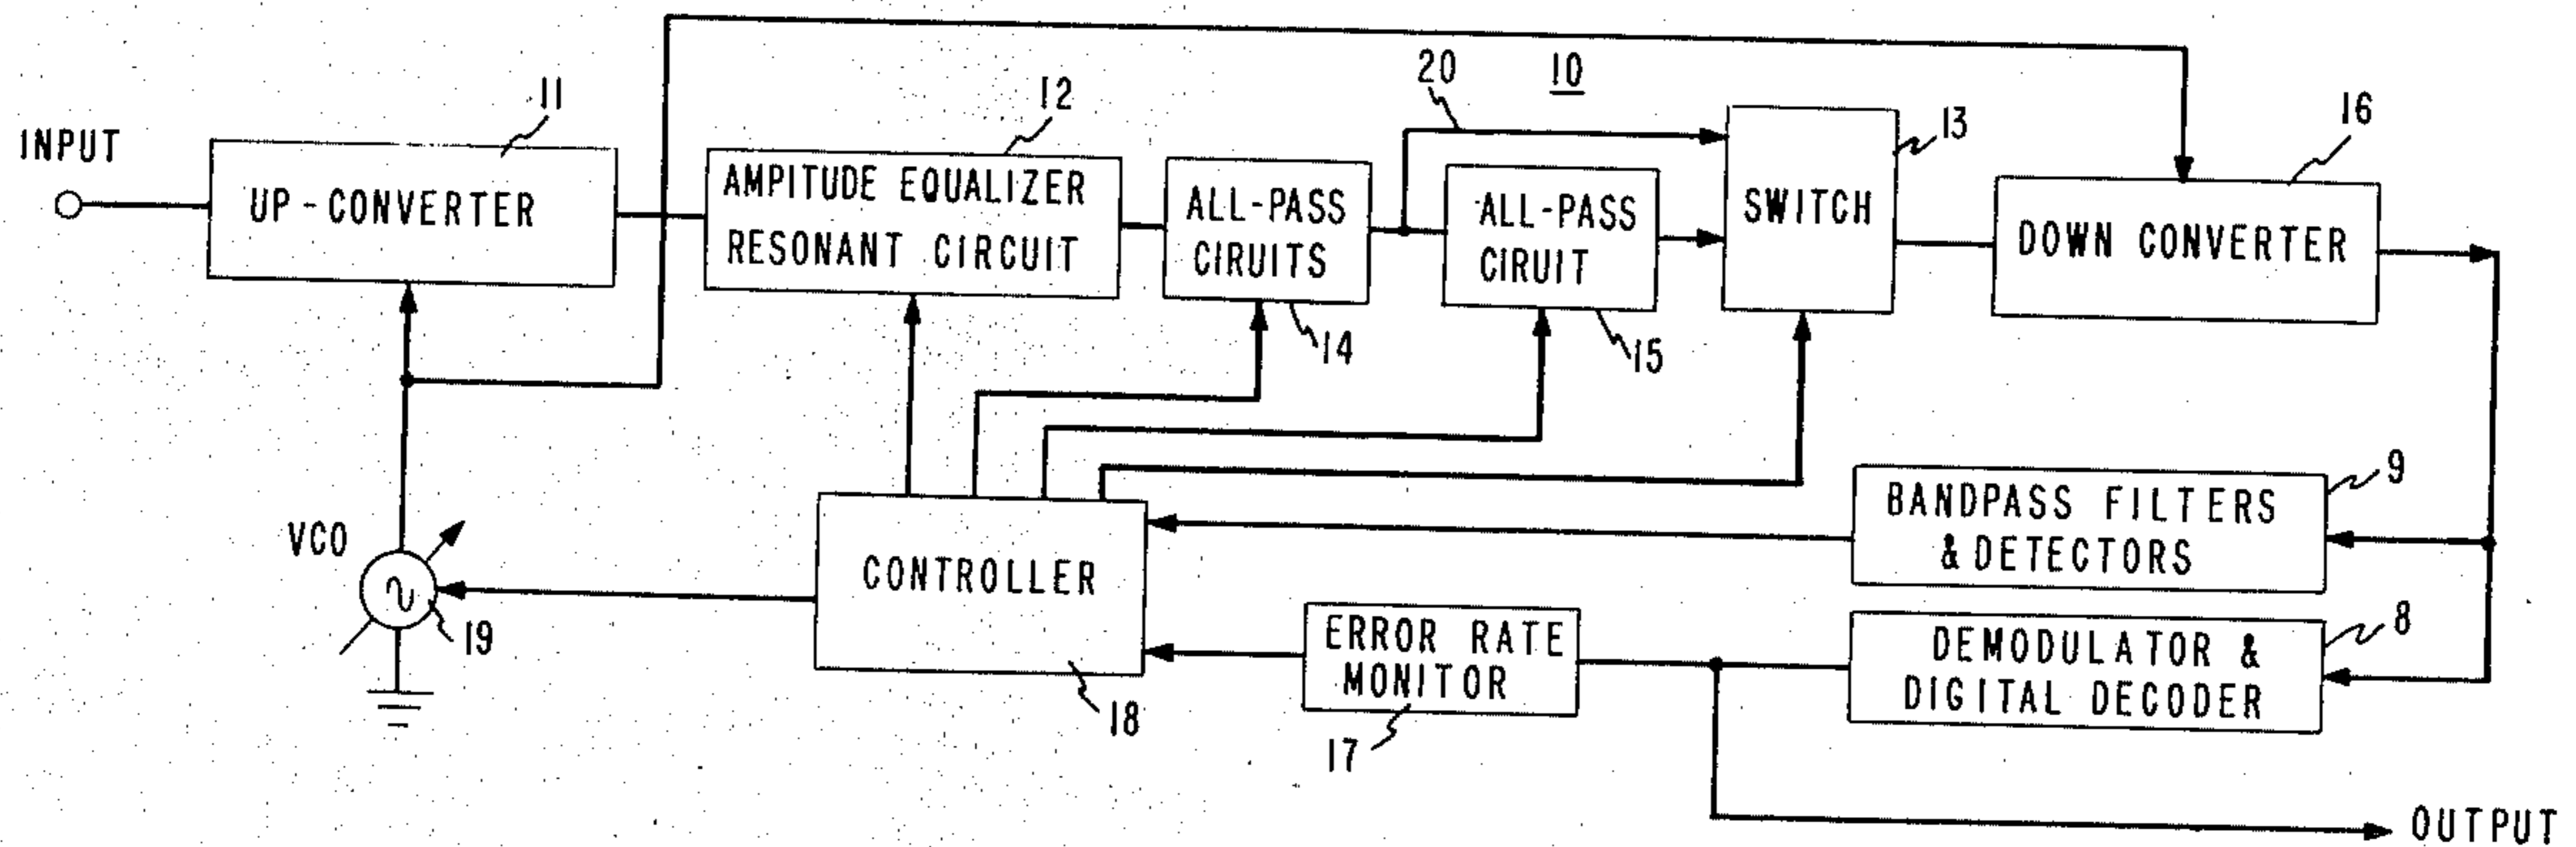 10
20
INPUT
11
UP-CONVERTER
12
AMPITUDE EQUALIZER
RESONANT CIRCUIT
ALL-PASS
CIRUITS
14
ALL-PASS
CIRUIT
15
13
SWITCH
16
DOWN CONVERTER
VCO
19
CONTROLLER
18
BANDPASS FILTERS
& DETECTORS
9
ERROR RATE
MONITOR
17
DEMODULATOR &
DIGITAL DECODER
8
OUTPUT